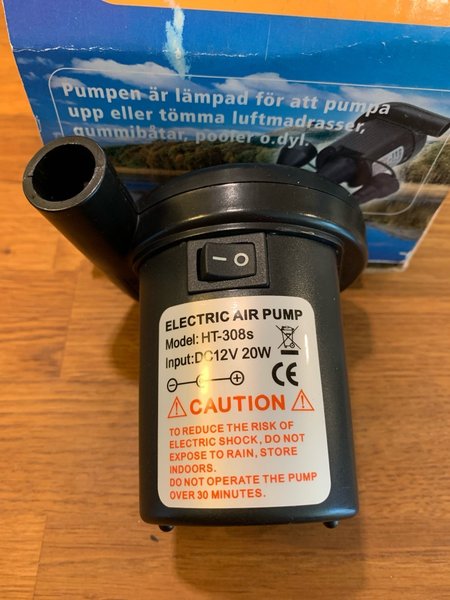 Pumpen är lämpad för att pumpa
upp eller tömma luftmadrasser,
gummibåtar, pooler o.dyl.
— O
ELECTRIC AIR PUMP
Model: HT-308s
Input:DC12V 20W
CE
⚠CAUTION⚠
TO REDUCE THE RISK OF
ELECTRIC SHOCK, DO NOT
EXPOSE TO RAIN, STORE
INDOORS.
DO NOT OPERATE THE PUMP
OVER 30 MINUTES.